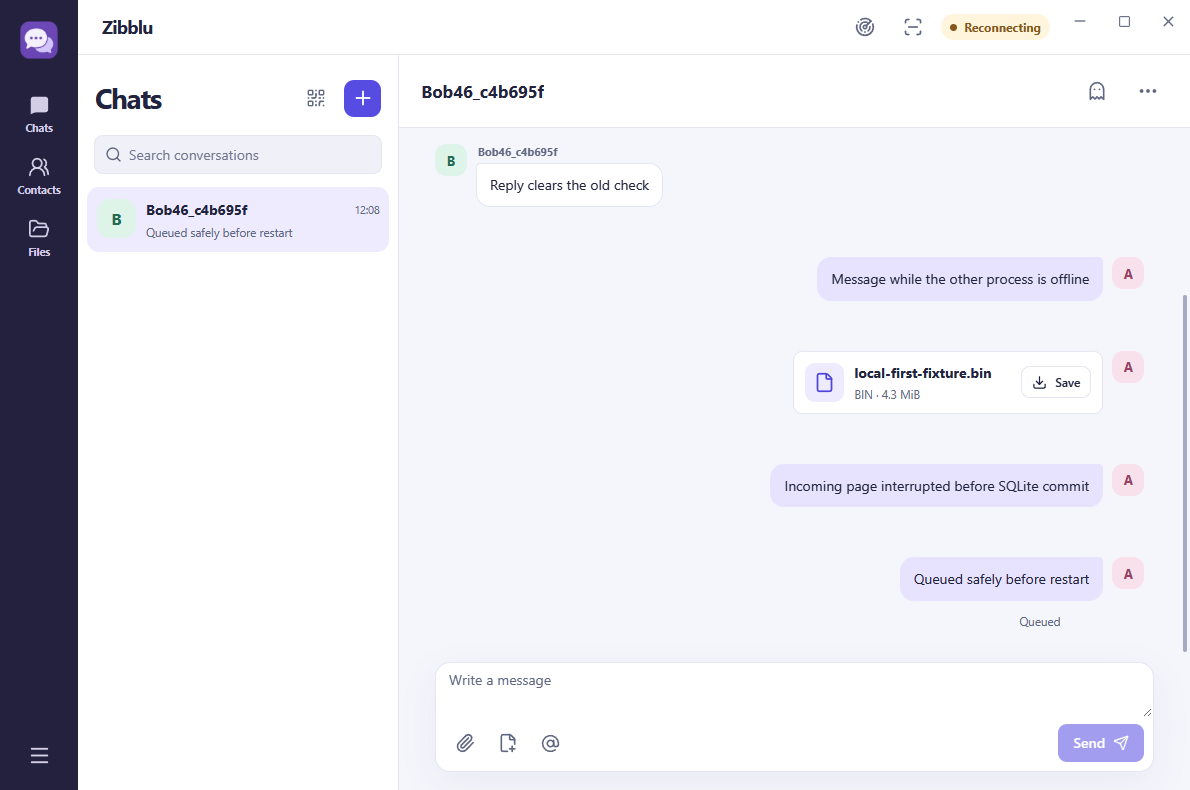 Zibblu
Reconnecting
Chats
Contacts
Files
Chats
Search conversations
B
Bob46_c4b695f
12:08
Queued safely before restart
Bob46_c4b695f
B
Bob46_c4b695f
Reply clears the old check
Message while the other process is offline
A
local-first-fixture.bin
BIN · 4.3 MiB
Save
A
Incoming page interrupted before SQLite commit
A
Queued safely before restart
A
Queued
Write a message
Send